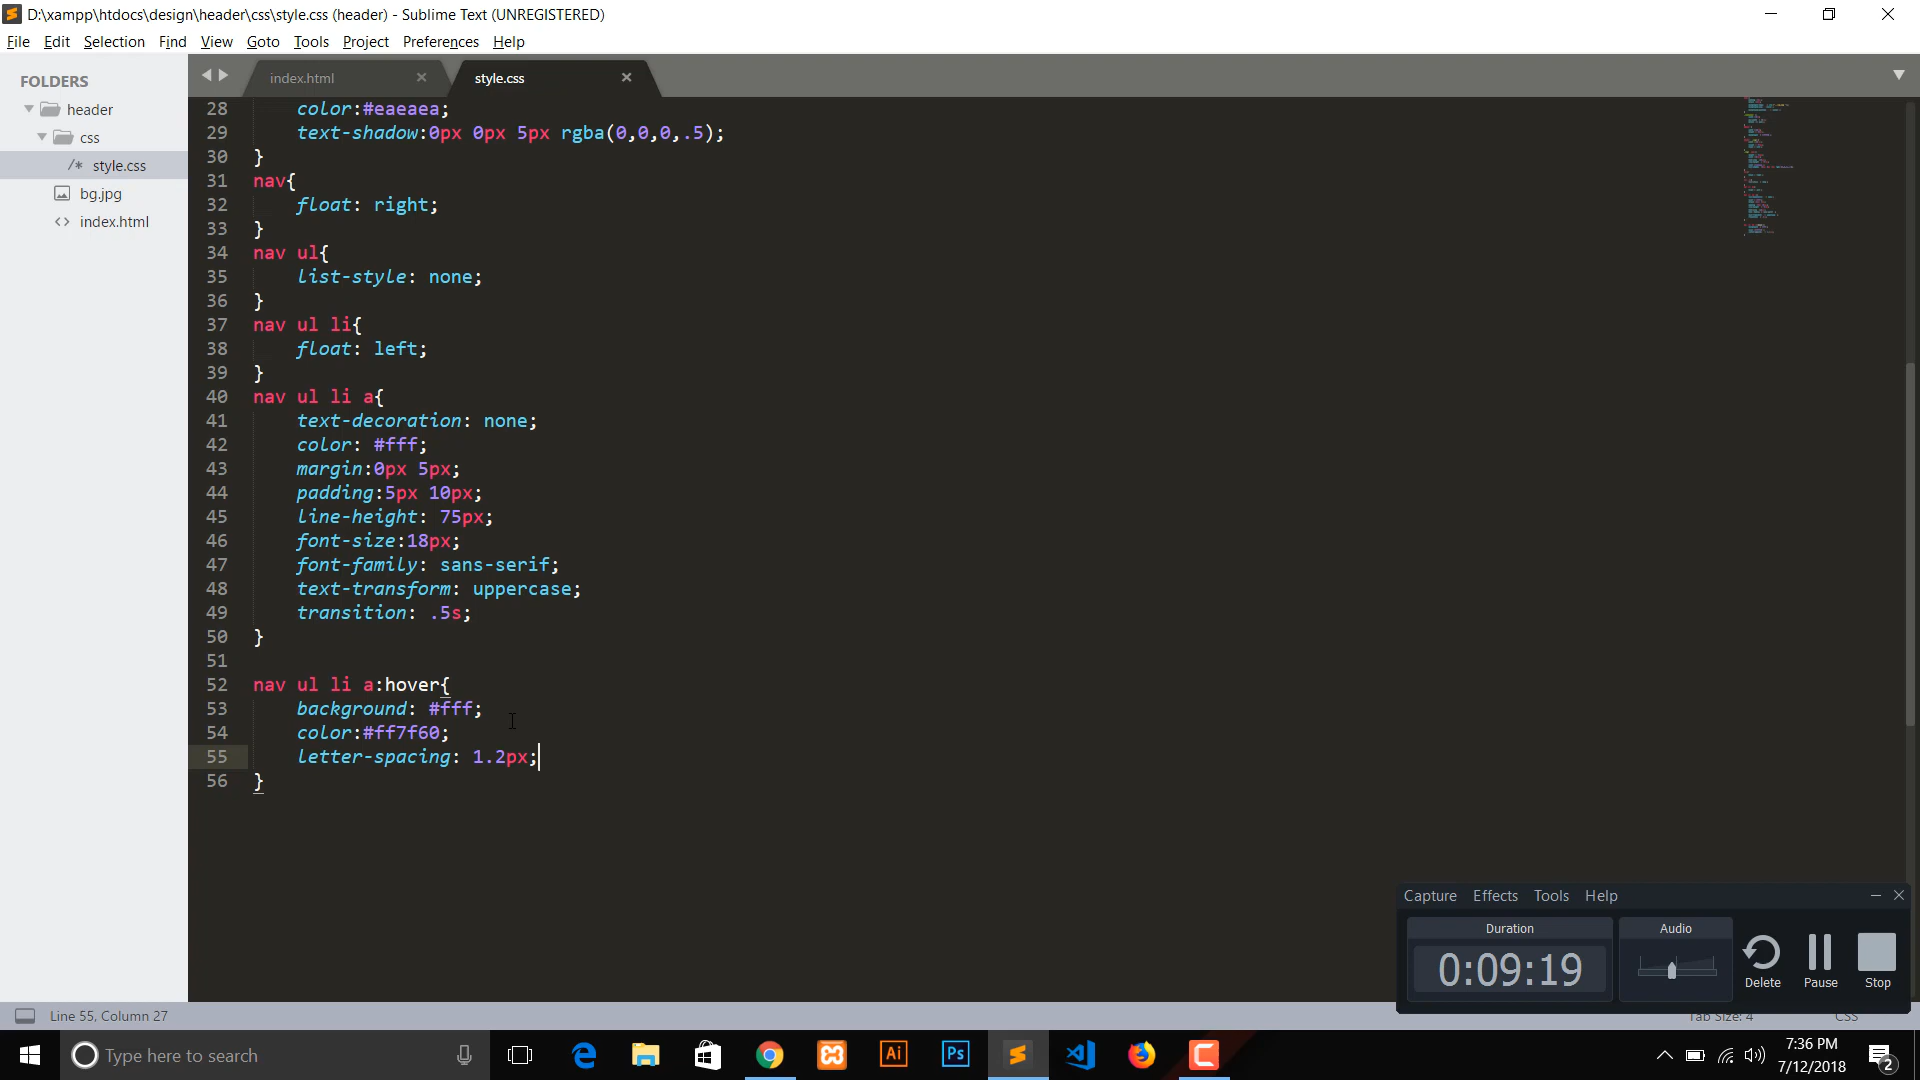 D:\xampp\htdocs\design\header\css\style.css (header) - Sublime Text (UNREGISTERED)
File Edit Selection Find View Goto Tools Project Preferences Help
FOLDERS
header
css
/* style.css
bg.jpg
<> index.html
index.html
style.css
28 color:#eaeaea;
29 text-shadow:0px 0px 5px rgba(0,0,0,.5);
30 }
31 nav{
32 float: right;
33 }
34 nav ul{
35 list-style: none;
36 }
37 nav ul li{
38 float: left;
39 }
40 nav ul li a{
41 text-decoration: none;
42 color: #fff;
43 margin:0px 5px;
44 padding:5px 10px;
45 line-height: 75px;
46 font-size:18px;
47 font-family: sans-serif;
48 text-transform: uppercase;
49 transition: .5s;
50 }
51
52 nav ul li a:hover{
53 background: #fff;
54 color:#ff7f60;
55 letter-spacing: 1.2px;
56 }
Capture Effects Tools Help
Duration
Audio
0:09:19
Delete Pause Stop
Line 55, Column 27
Tab Size: 4
CSS
Type here to search
Ai
Ps
7:36 PM
7/12/2018
2